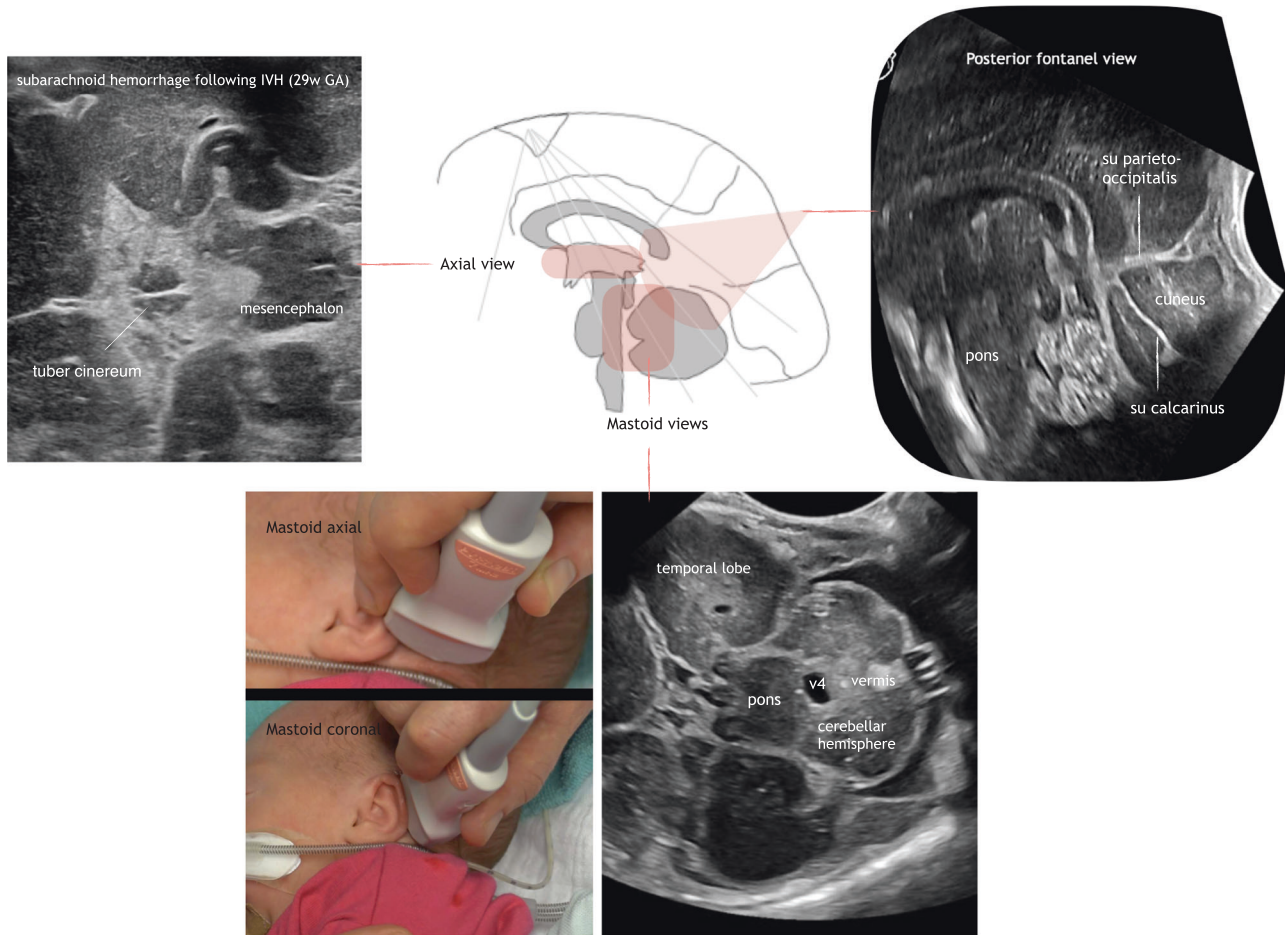 subarachnoid hemorrhage following IVH (29w GA)
mesencephalon
tuber cinereum
Axial view
Mastoid views
Posterior fontanel view
su parieto-
occipitalis
cuneus
pons
su calcarinus
Mastoid axial
Mastoid coronal
temporal lobe
v4
vermis
pons
cerebellar
hemisphere